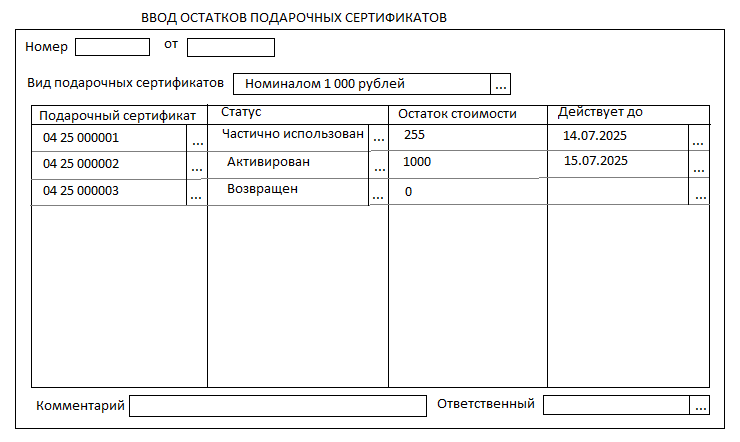 ВВОД ОСТАТКОВ ПОДАРОЧНЫХ СЕРТИФИКАТОВ
Номер от
Вид подарочных сертификатов Номиналом 1 000 рублей ...
Подарочный сертификат Статус Остаток стоимости Действует до
04 25 000001 ... Частично использован ... 255 14.07.2025 ...
04 25 000002 ... Активирован ... 1000 15.07.2025 ...
04 25 000003 ... Возвращен ... 0 ...
Комментарий Ответственный ...